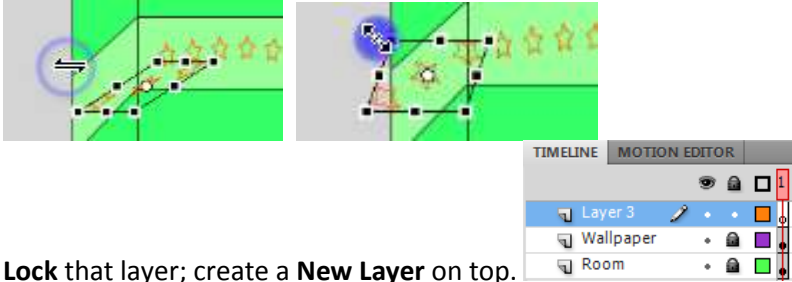 TIMELINE MOTION EDITOR
1
Layer 3
Wallpaper
Room
Lock that layer; create a New Layer on top.